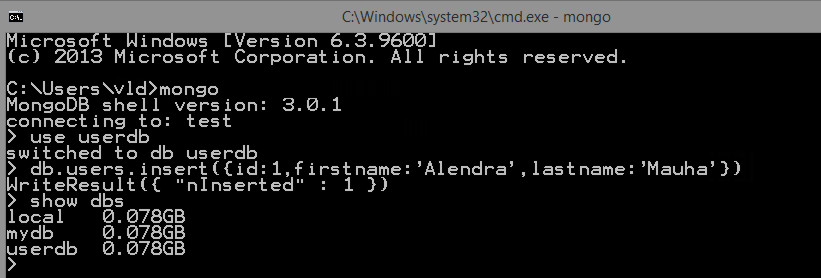 C:\Windows\system32\cmd.exe - mongo
Microsoft Windows [Version 6.3.9600]
(c) 2013 Microsoft Corporation. All rights reserved.
C:\Users\vld>mongo
MongoDB shell version: 3.0.1
connecting to: test
> use userdb
switched to db userdb
> db.users.insert({id:1,firstname:'Alendra',lastname:'Mauha'})
WriteResult({ "nInserted" : 1 })
> show dbs
local   0.078GB
mydb    0.078GB
userdb  0.078GB
>